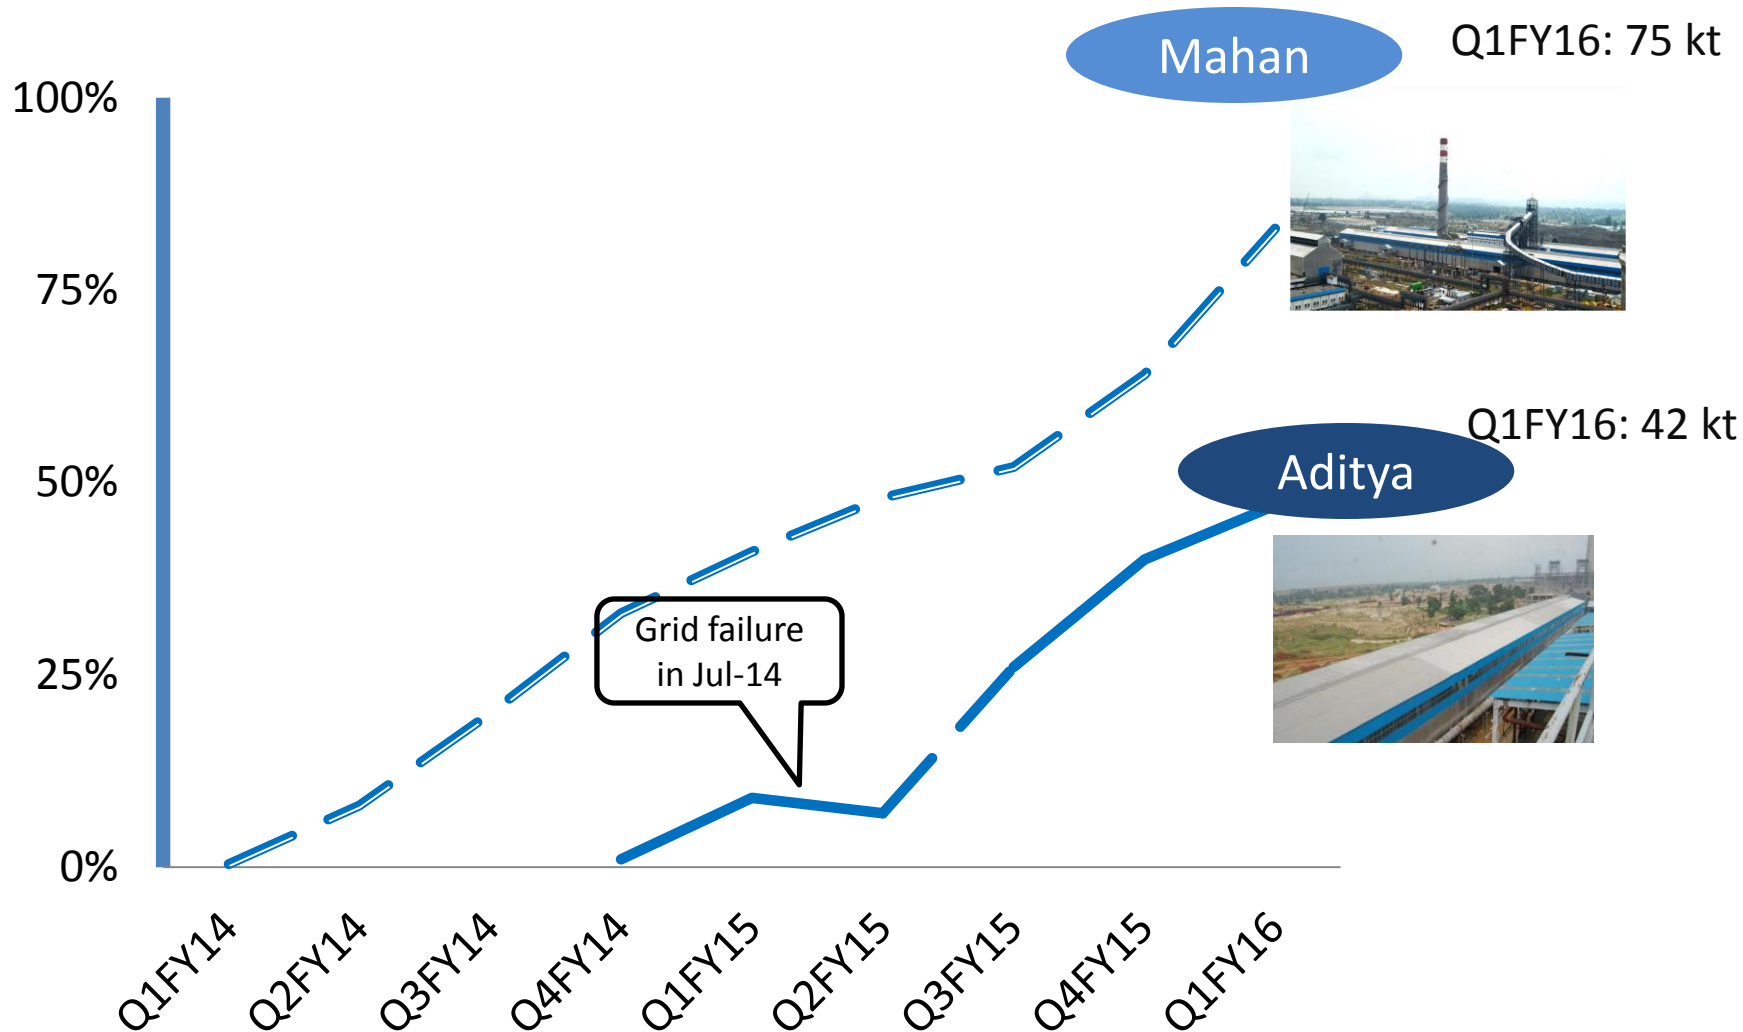 Mahan
Q1FY16: 75 kt
100%
75%
Q1FY16: 42 kt
Aditya
50%
Grid failure
in Jul-14
25%
0%
Q1FY14
Q2FY14
Q3FY14
Q4FY14
Q1FY15
Q2FY15
Q3FY15
Q4FY15
Q1FY16